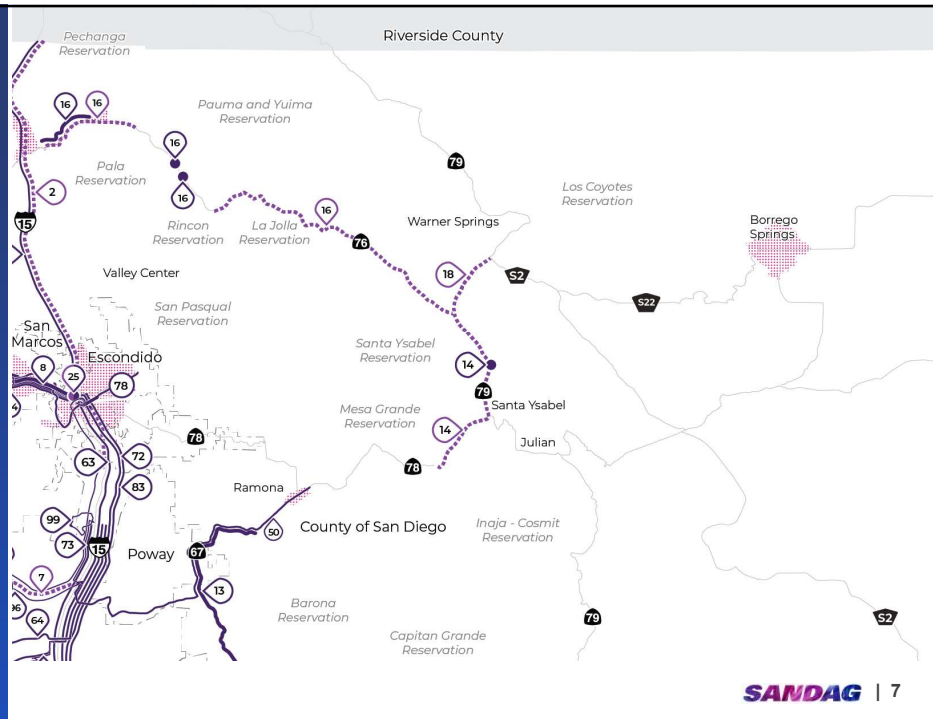 Pechanga
Reservation
Riverside County
16
16
Pauma and Yuima
Reservation
16
79
Pala
Reservation
2
16
Los Coyotes
Reservation
15
16
Rincon
Reservation
La Jolla
Reservation
Warner Springs
Borrego
Springs
76
Valley Center
18
S2
S22
San Pasqual
Reservation
San
Marcos
Santa Ysabel
Reservation
Escondido
8
25
78
14
79
Santa Ysabel
Mesa Grande
Reservation
14
78
Julian
63
72
78
83
Ramona
99
73
15
Poway
67
50
County of San Diego
Inaja - Cosmit
Reservation
7
13
96
64
Barona
Reservation
79
S2
Capitan Grande
Reservation
SANDAG | 7